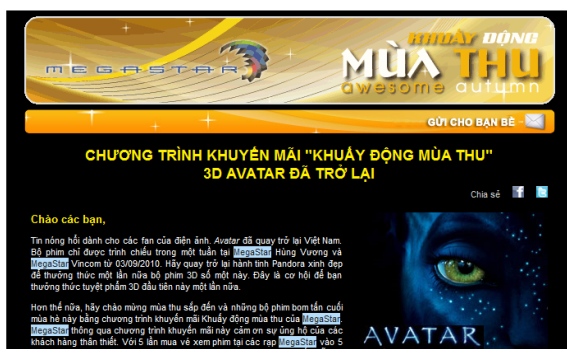 MEGASTAR
KHUẤY ĐỘNG
MÙA THU
awesome autumn
GỬI CHO BẠN BÈ
CHƯƠNG TRÌNH KHUYẾN MÃI "KHUẤY ĐỘNG MÙA THU"
3D AVATAR ĐÃ TRỞ LẠI
Chia sẻ
Chào các bạn,
Tin nóng hổi dành cho các fan của điện ảnh. Avatar đã quay trở lại Việt Nam.
Bộ phim chỉ được trình chiếu trong một tuần tại MegaStar Hùng Vương và
MegaStar Vincom từ 03/09/2010. Hãy quay trở lại hành tinh Pandora xinh đẹp
để thưởng thức một lần nữa bộ phim 3D số một này. Đây là cơ hội để bạn
thưởng thức tuyệt phẩm 3D đầu tiên này một lần nữa.
Hơn thế nữa, hãy chào mừng mùa thu sắp đến và những bộ phim bom tấn cuối
mùa hè này bằng chương trình khuyến mãi Khuấy động mùa thu của MegaStar.
MegaStar thông qua chương trình khuyến mãi này cảm ơn sự ủng hộ của các
khách hàng thân thiết. Với 5 lần mua vé xem phim tại các rạp MegaStar vào 5
AVATAR